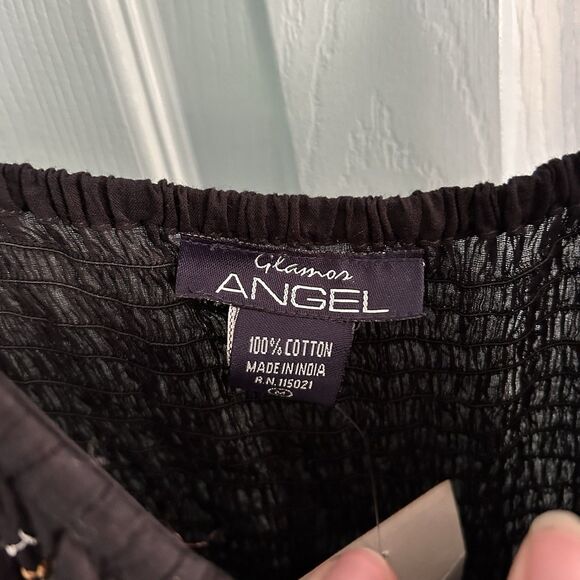 Glamor
ANGEL
100% COTTON
MADE IN INDIA
R.N. 115021
M